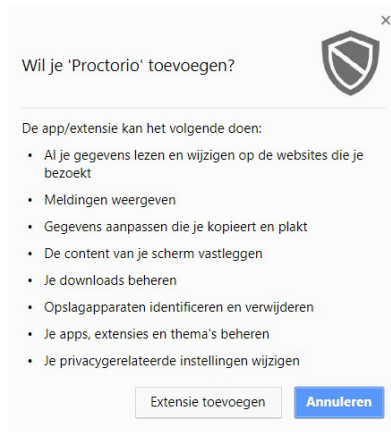 Wil je 'Proctorio' toevoegen?
De app/extensie kan het volgende doen:
• Al je gegevens lezen en wijzigen op de websites die je
bezoekt
• Meldingen weergeven
• Gegevens aanpassen die je kopieert en plakt
• De content van je scherm vastleggen
• Je downloads beheren
• Opslagapparaten identificeren en verwijderen
• Je apps, extensies en thema's beheren
• Je privacygerelateerde instellingen wijzigen
Extensie toevoegen
Annuleren